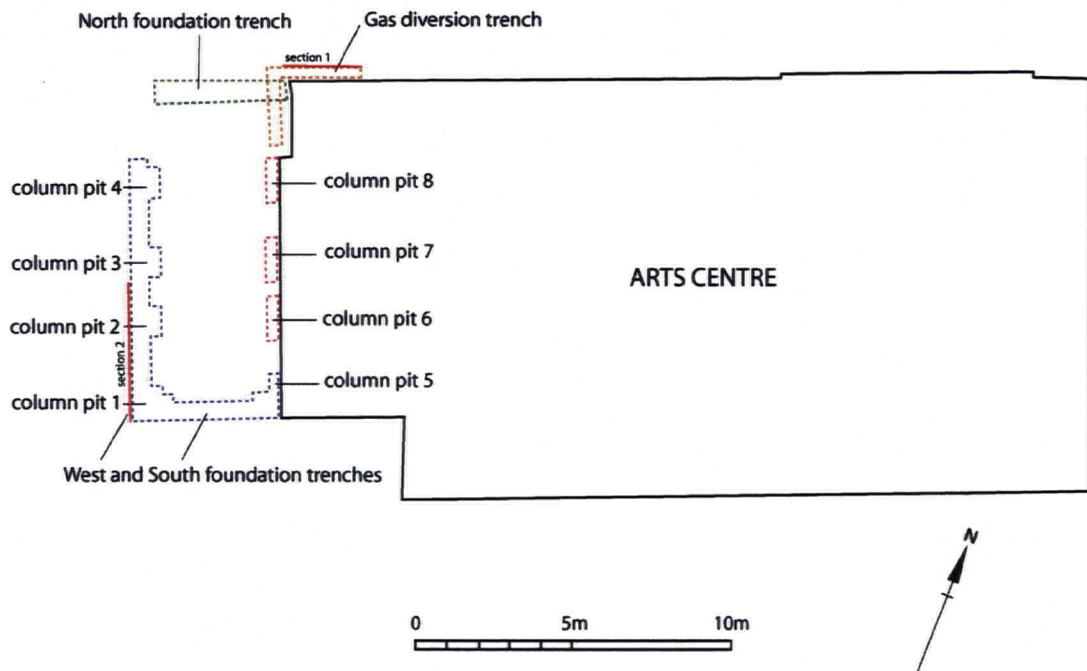 North foundation trench
Gas diversion trench
section 1
column pit 4
column pit 8
column pit 3
column pit 7
ARTS CENTRE
column pit 2
column pit 6
section 2
column pit 5
column pit 1
West and South foundation trenches
N
0 5m 10m